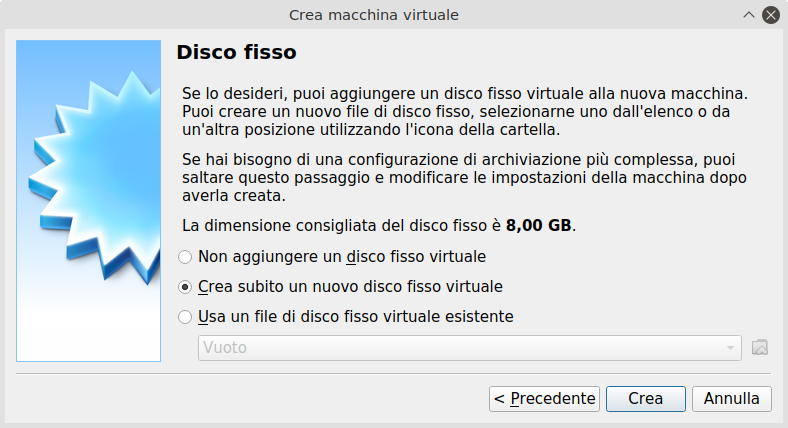 Crea macchina virtuale
Disco fisso
Se lo desideri, puoi aggiungere un disco fisso virtuale alla nuova macchina.
Puoi creare un nuovo file di disco fisso, selezionarne uno dall'elenco o da
un'altra posizione utilizzando l'icona della cartella.
Se hai bisogno di una configurazione di archiviazione più complessa, puoi
saltare questo passaggio e modificare le impostazioni della macchina dopo
averla creata.
La dimensione consigliata del disco fisso è 8,00 GB.
Non aggiungere un disco fisso virtuale
Crea subito un nuovo disco fisso virtuale
Usa un file di disco fisso virtuale esistente
Vuoto
< Precedente Crea Annulla